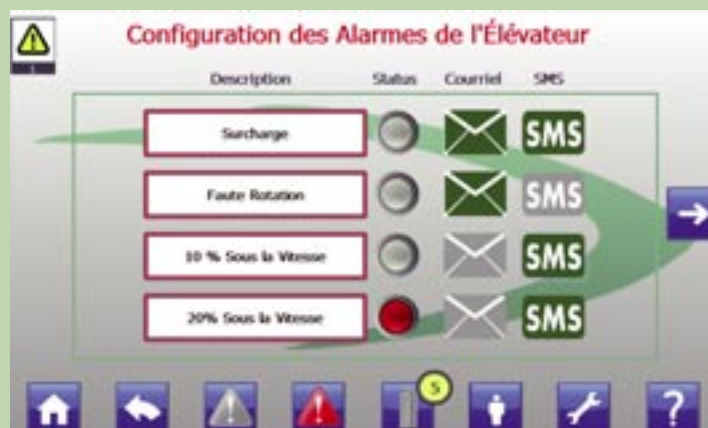 Configuration des Alarmes de l'Élévateur
1
Description Status Courriel SMS
Surcharge SMS
Faute Rotation SMS
10 % Sous la Vitesse SMS
20% Sous la Vitesse SMS
5
?